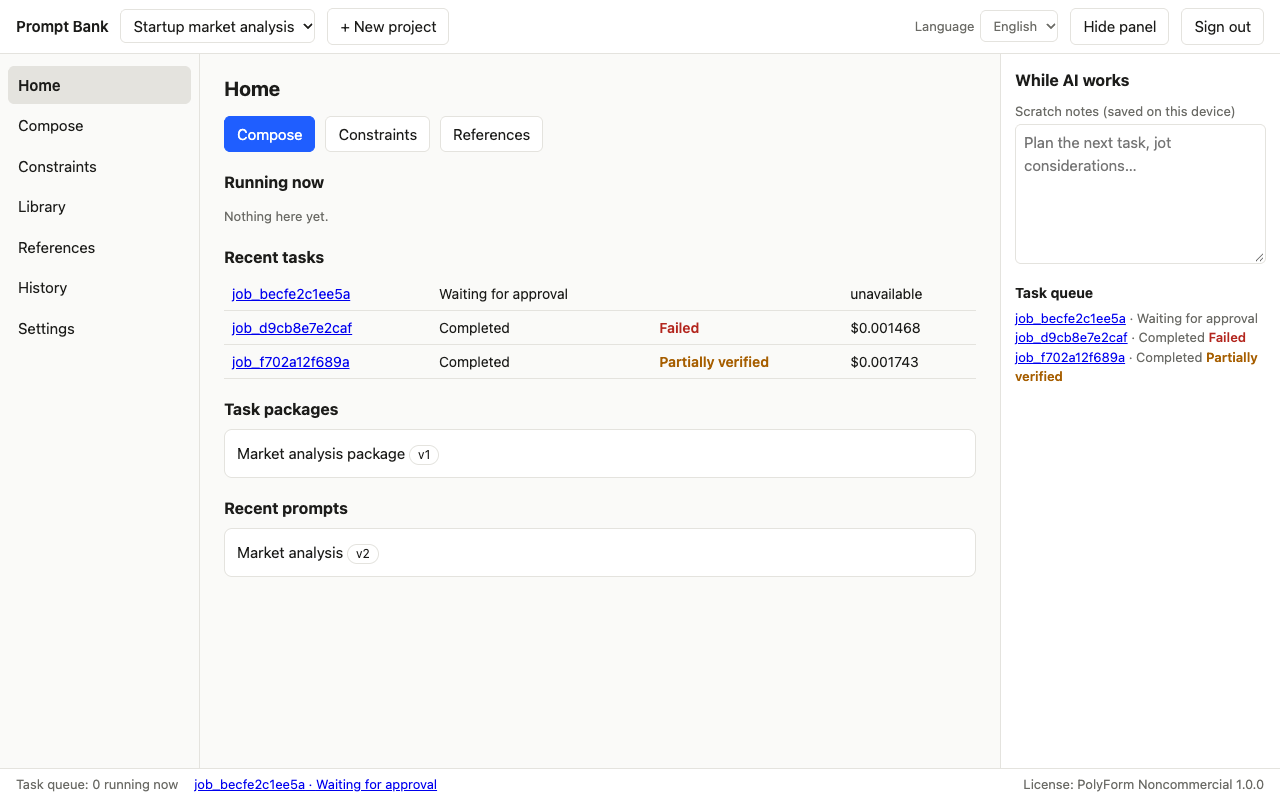 Prompt Bank
Startup market analysis
+ New project
Language
English
Hide panel
Sign out
Home
Compose
Constraints
Library
References
History
Settings
Home
Compose
Constraints
References
Running now
Nothing here yet.
Recent tasks
job_becfe2c1ee5a Waiting for approval unavailable
job_d9cb8e7e2caf Completed Failed $0.001468
job_f702a12f689a Completed Partially verified $0.001743
Task packages
Market analysis package v1
Recent prompts
Market analysis v2
While AI works
Scratch notes (saved on this device)
Plan the next task, jot
considerations...
Task queue
job_becfe2c1ee5a · Waiting for approval
job_d9cb8e7e2caf · Completed Failed
job_f702a12f689a · Completed Partially
verified
Task queue: 0 running now
job_becfe2c1ee5a · Waiting for approval
License: PolyForm Noncommercial 1.0.0